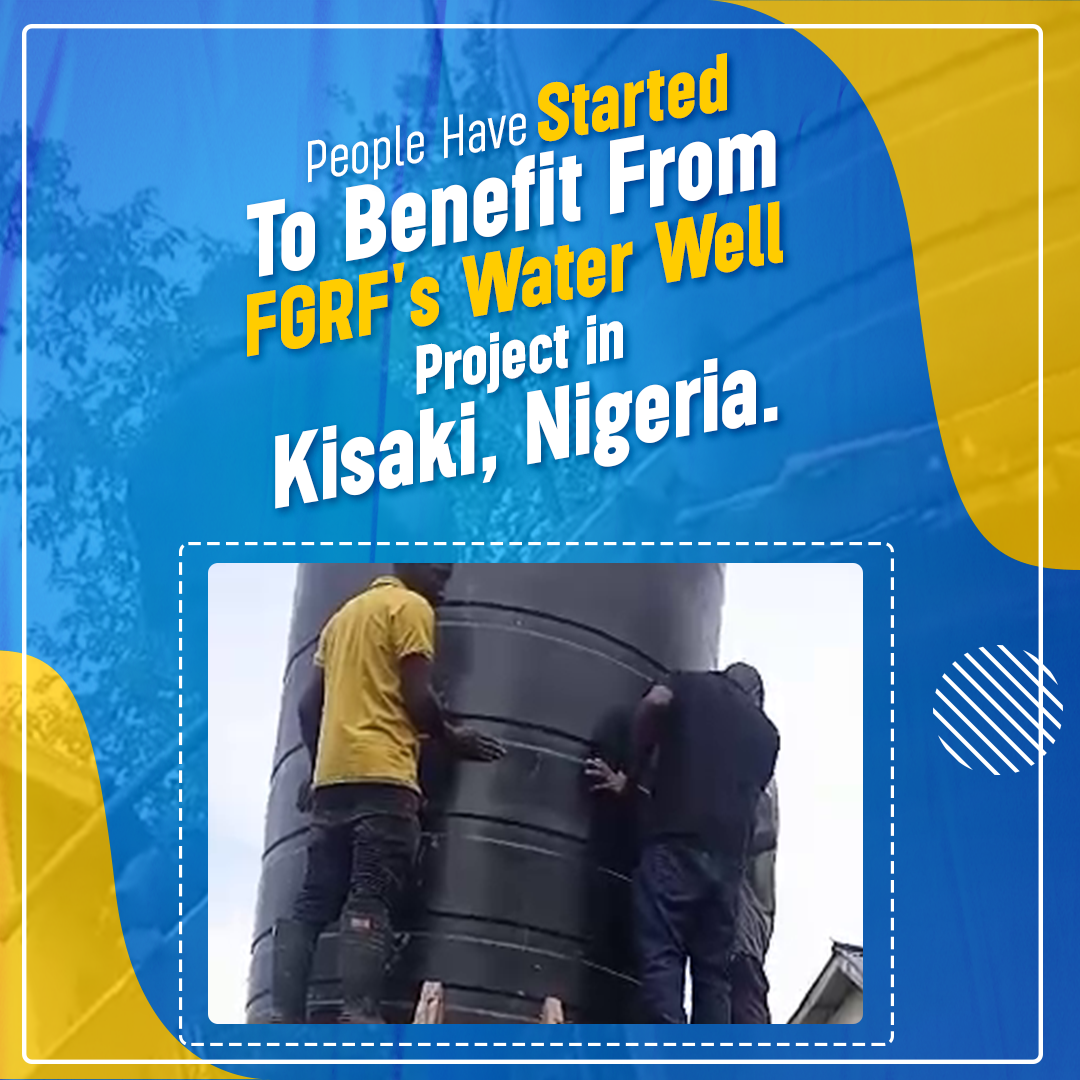 People Have Started
To Benefit From
FGRF's Water Well
Project in
Kisaki, Nigeria.